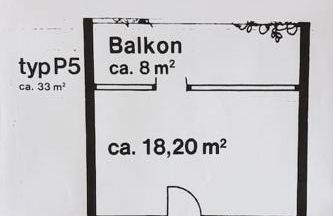 Balkon
ca. 8 m²
typ P5
ca. 33 m²
ca. 18,20 m²